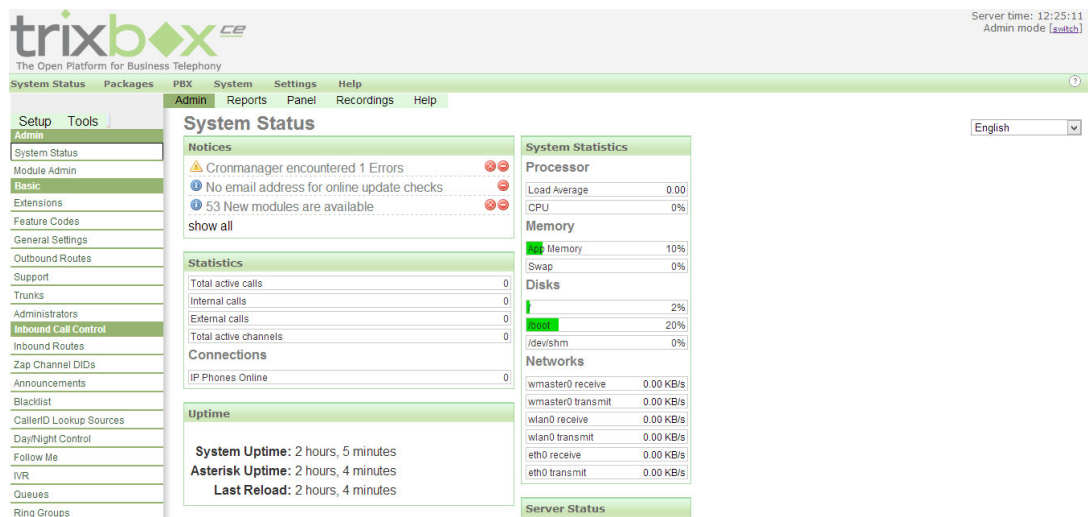 trixbox ce
The Open Platform for Business Telephony
Server time: 12:25:11
Admin mode [switch]
System Status Packages PBX System Settings Help ?
Admin Reports Panel Recordings Help
Setup Tools
Admin
System Status
Module Admin
Basic
Extensions
Feature Codes
General Settings
Outbound Routes
Support
Trunks
Administrators
Inbound Call Control
Inbound Routes
Zap Channel DIDs
Announcements
Blacklist
CallerID Lookup Sources
Day/Night Control
Follow Me
IVR
Queues
Ring Groups
System Status
English
Notices
Cronmanager encountered 1 Errors
No email address for online update checks
53 New modules are available
show all
Statistics
Total active calls 0
Internal calls 0
External calls 0
Total active channels 0
Connections
IP Phones Online 0
Uptime
System Uptime: 2 hours, 5 minutes
Asterisk Uptime: 2 hours, 4 minutes
Last Reload: 2 hours, 4 minutes
System Statistics
Processor
Load Average 0.00
CPU 0%
Memory
App Memory 10%
Swap 0%
Disks
/ 2%
/boot 20%
/dev/shm 0%
Networks
wmaster0 receive 0.00 KB/s
wmaster0 transmit 0.00 KB/s
wlan0 receive 0.00 KB/s
wlan0 transmit 0.00 KB/s
eth0 receive 0.00 KB/s
eth0 transmit 0.00 KB/s
Server Status